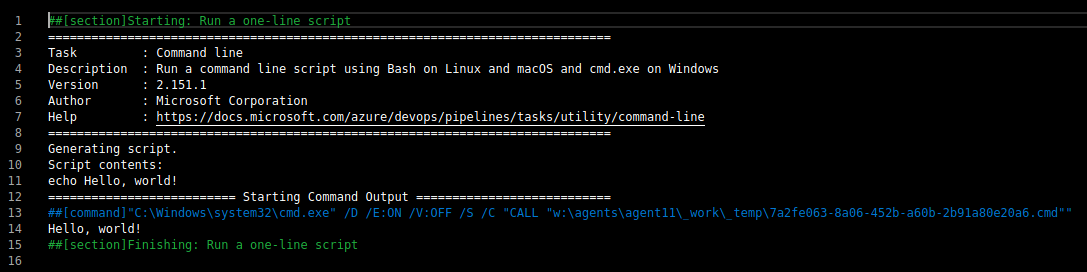 1 ##[section]Starting: Run a one-line script
2 ==============================================================================
3 Task         : Command line
4 Description  : Run a command line script using Bash on Linux and macOS and cmd.exe on Windows
5 Version      : 2.151.1
6 Author       : Microsoft Corporation
7 Help         : https://docs.microsoft.com/azure/devops/pipelines/tasks/utility/command-line
8 ==============================================================================
9 Generating script.
10 Script contents:
11 echo Hello, world!
12 ========================== Starting Command Output ===========================
13 ##[command]"C:\Windows\system32\cmd.exe" /D /E:ON /V:OFF /S /C "CALL "w:\agents\agent11\_work\_temp\7a2fe063-8a06-452b-a60b-2b91a80e20a6.cmd""
14 Hello, world!
15 ##[section]Finishing: Run a one-line script
16